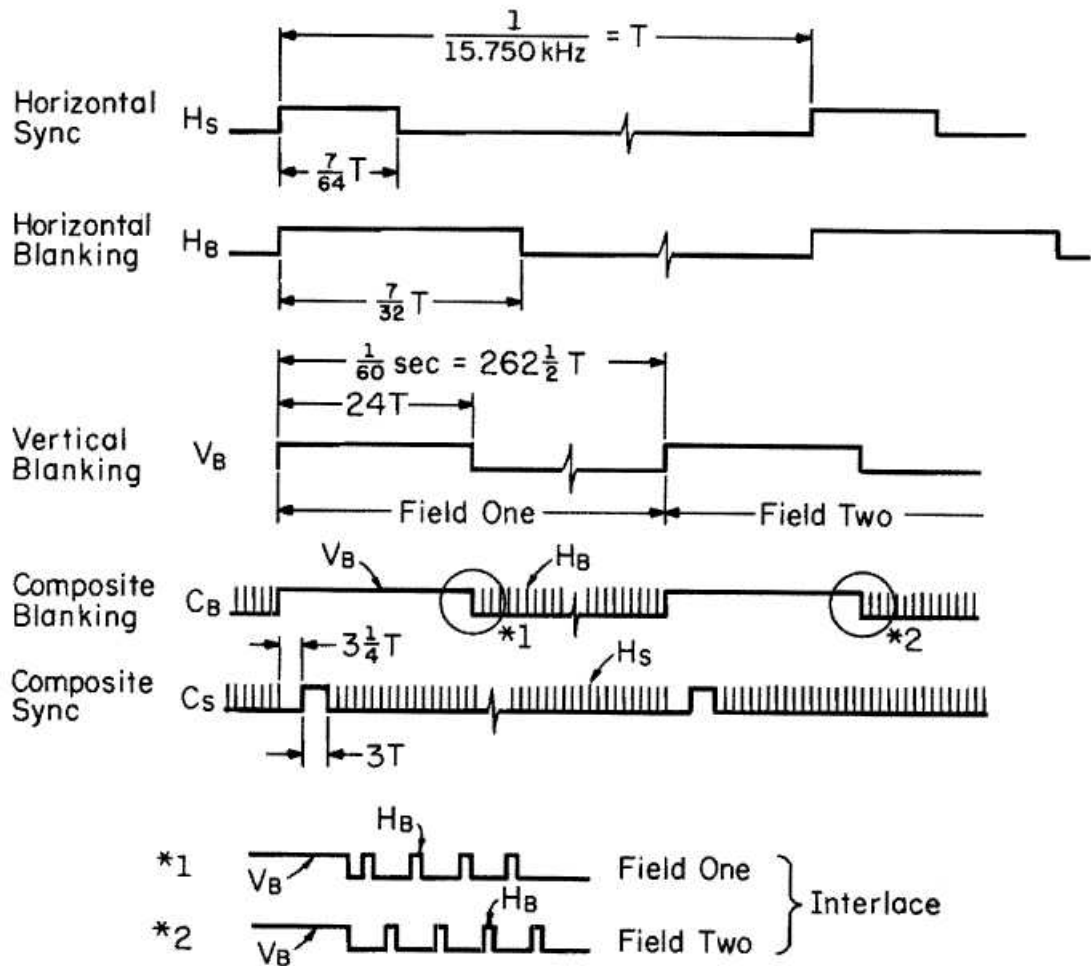 1/15.750 kHz = T
Horizontal Sync
HS
7/64 T
Horizontal Blanking
HB
7/32 T
1/60 sec = 262 1/2 T
24T
Vertical Blanking
VB
Field One
Field Two
VB
HB
Composite Blanking
CB
*1
*2
3 1/4 T
HS
Composite Sync
CS
3T
HB
*1
VB
Field One
HB
*2
VB
Field Two
Interlace